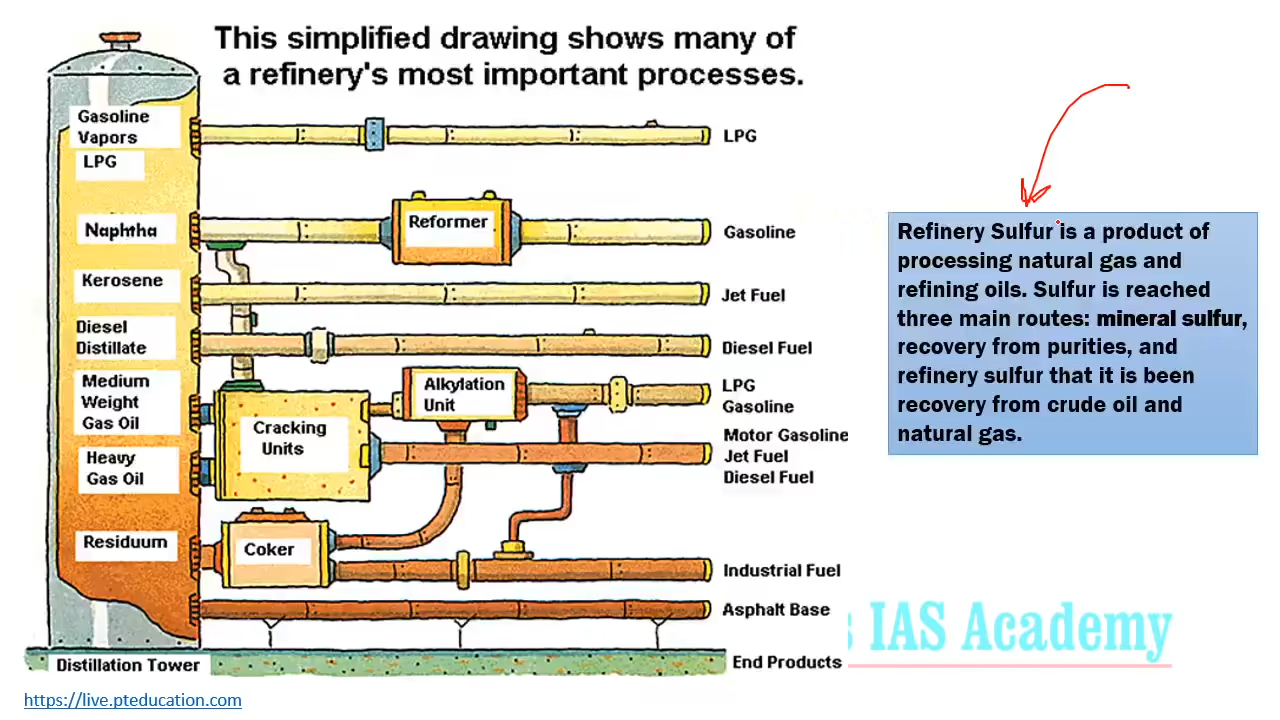 This simplified drawing shows many of
a refinery's most important processes.
Gasoline
Vapors
LPG
Naphtha
Kerosene
Diesel
Distillate
Medium
Weight
Gas Oil
Heavy
Gas Oil
Residuum
Distillation Tower
Reformer
Cracking
Units
Alkylation
Unit
Coker
LPG
Gasoline
Jet Fuel
Diesel Fuel
LPG
Gasoline
Motor Gasoline
Jet Fuel
Diesel Fuel
Industrial Fuel
Asphalt Base
End Products
Refinery Sulfur is a product of
processing natural gas and
refining oils. Sulfur is reached
three main routes: mineral sulfur,
recovery from purities, and
refinery sulfur that it is been
recovery from crude oil and
natural gas.
s IAS Academy
https://live.pteducation.com